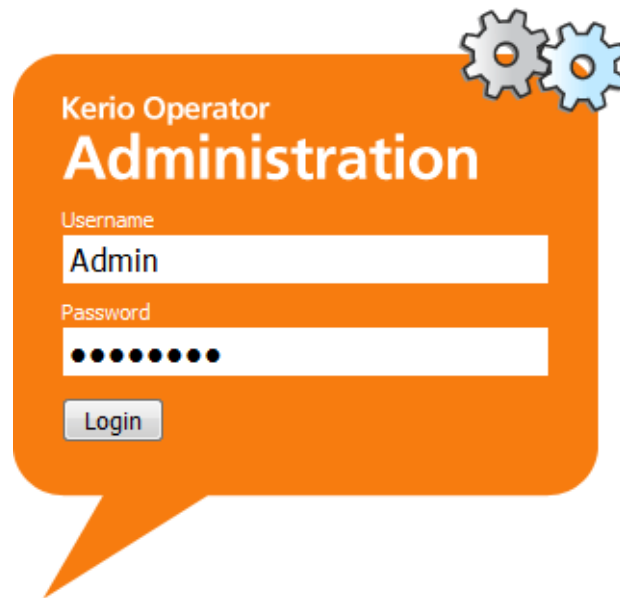 Kerio Operator
Administration
Username
Admin
Password
●●●●●●●●
Login